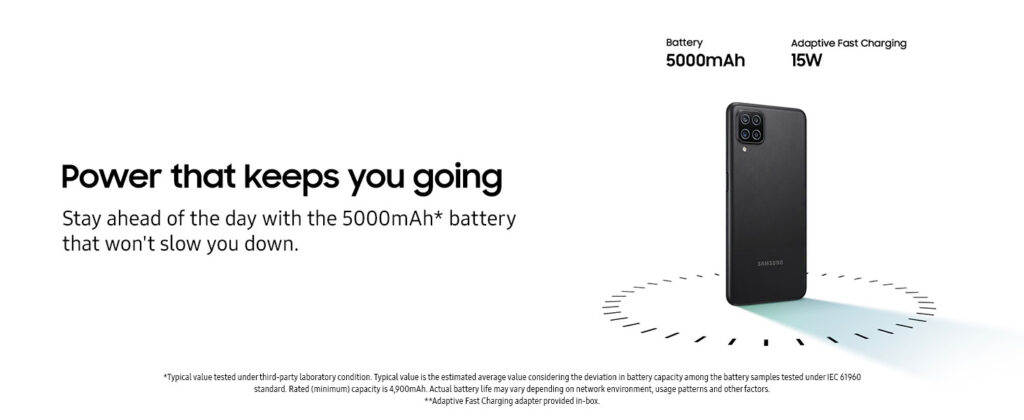 Battery
5000mAh
Adaptive Fast Charging
15W
Power that keeps you going
Stay ahead of the day with the 5000mAh* battery
that won't slow you down.
SAMSUNG
*Typical value tested under third-party laboratory condition. Typical value is the estimated average value considering the deviation in battery capacity among the battery samples tested under IEC 61960
standard. Rated (minimum) capacity is 4,900mAh. Actual battery life may vary depending on network environment, usage patterns and other factors.
**Adaptive Fast Charging adapter provided in-box.